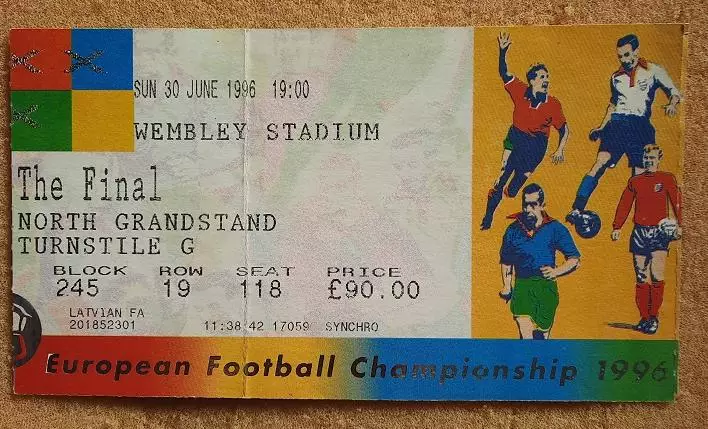 SUN 30 JUNE 1996 19:00
WEMBLEY STADIUM
The Final
NORTH GRANDSTAND
TURNSTILE G
BLOCK ROW SEAT PRICE
245 19 118 £90.00
LATVIAN FA
201852301 11:38:42 17059 SYNCHRO
European Football Championship 1996